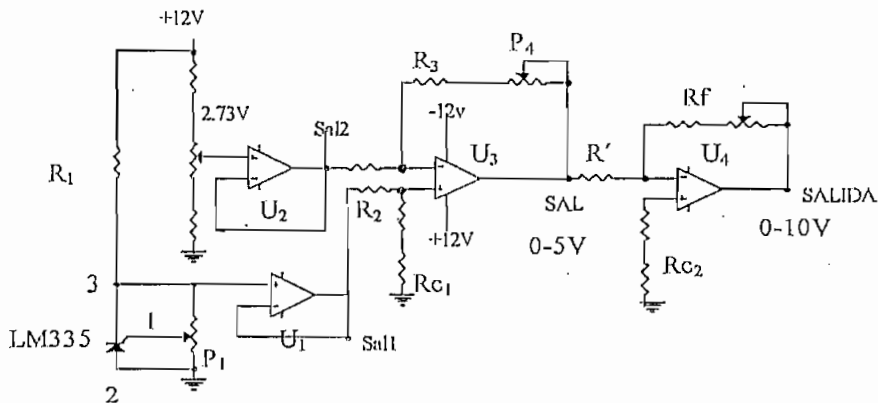 +12V
R3
P4
2.73V
-12v
Rf
Sal2
U3
R´
U4
R1
U2
R2
SAL
SALIDA
+12V
0-5V
0-10V
3
Rc1
Rc2
1
LM335
P1
U1
Sal1
2